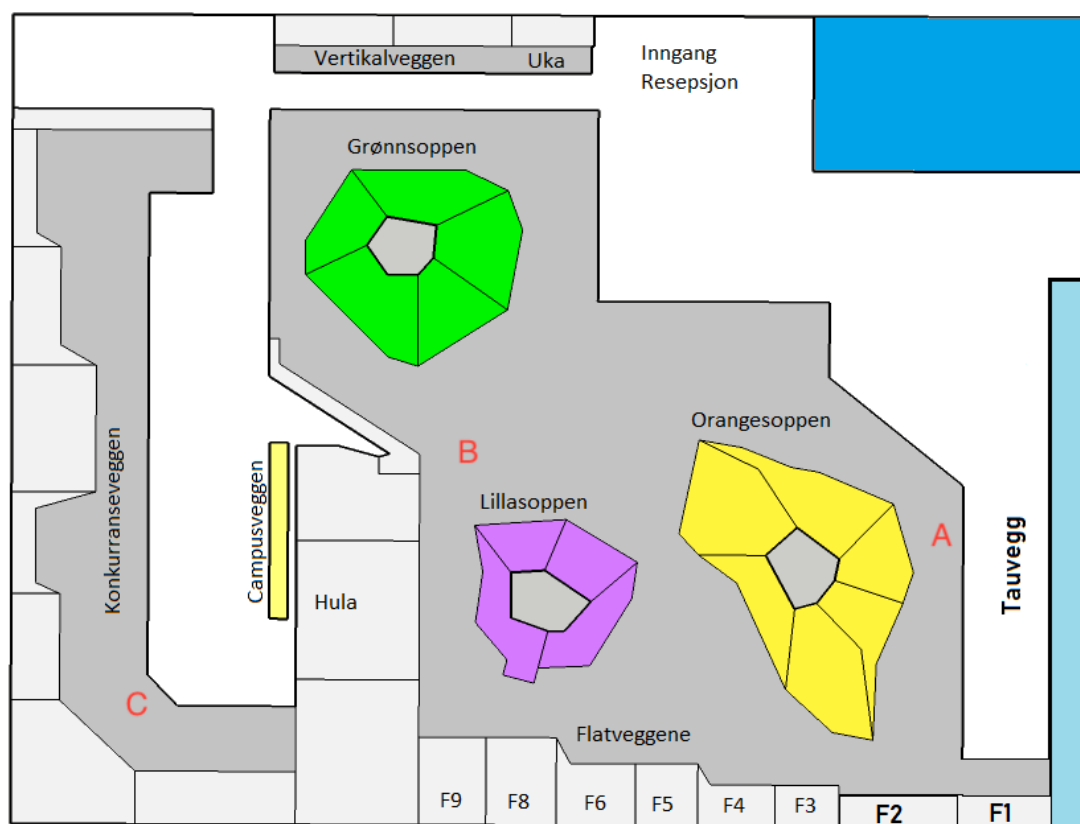 Vertikalveggen
Uka
Inngang
Resepsjon
Grønnsoppen
Orangesoppen
B
Lillasoppen
A
Konkurranseveggen
Campusveggen
Hula
Tauvegg
C
Flatveggene
F9
F8
F6
F5
F4
F3
F2
F1